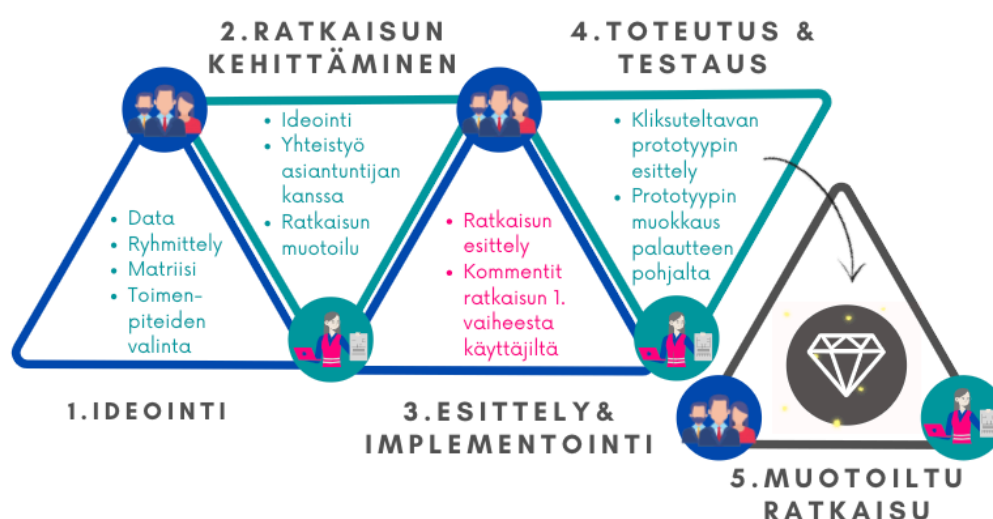 2.RATKAISUN
KEHITTÄMINEN
4.TOTEUTUS &
TESTAUS
• Ideointi
• Yhteistyö
asiantuntijan
kanssa
• Ratkaisun
muotoilu
• Kliksuteltavan
prototyypin
esittely
• Prototyypin
muokkaus
palautteen
pohjalta
• Data
• Ryhmittely
• Matriisi
• Toimen-
piteiden
valinta
• Ratkaisun
esittely
• Kommentit
ratkaisun 1.
vaiheesta
käyttäjiltä
1.IDEOINTI
3.ESITTELY&
IMPLEMENTOINTI
5.MUOTOILTU
RATKAISU